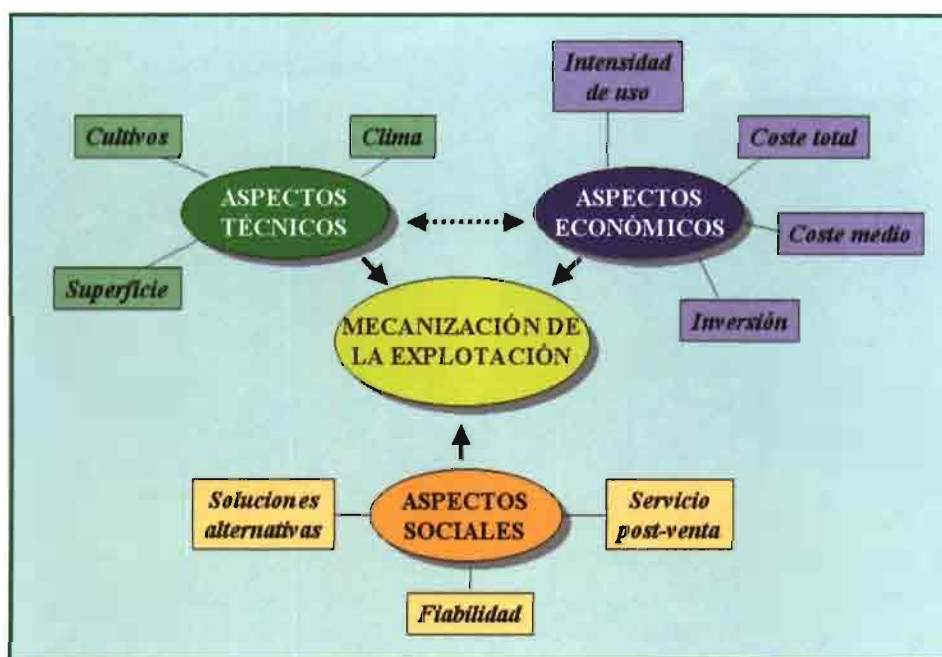 Intensidad
de uso
Cultivos
Clima
Coste total
ASPECTOS
TÉCNICOS
ASPECTOS
ECONÓMICOS
Coste medio
Superficie
Inversión
MECANIZACIÓN DE
LA EXPLOTACIÓN
Soluciones
alternativas
ASPECTOS
SOCIALES
Servicio
post-venta
Fiabilidad